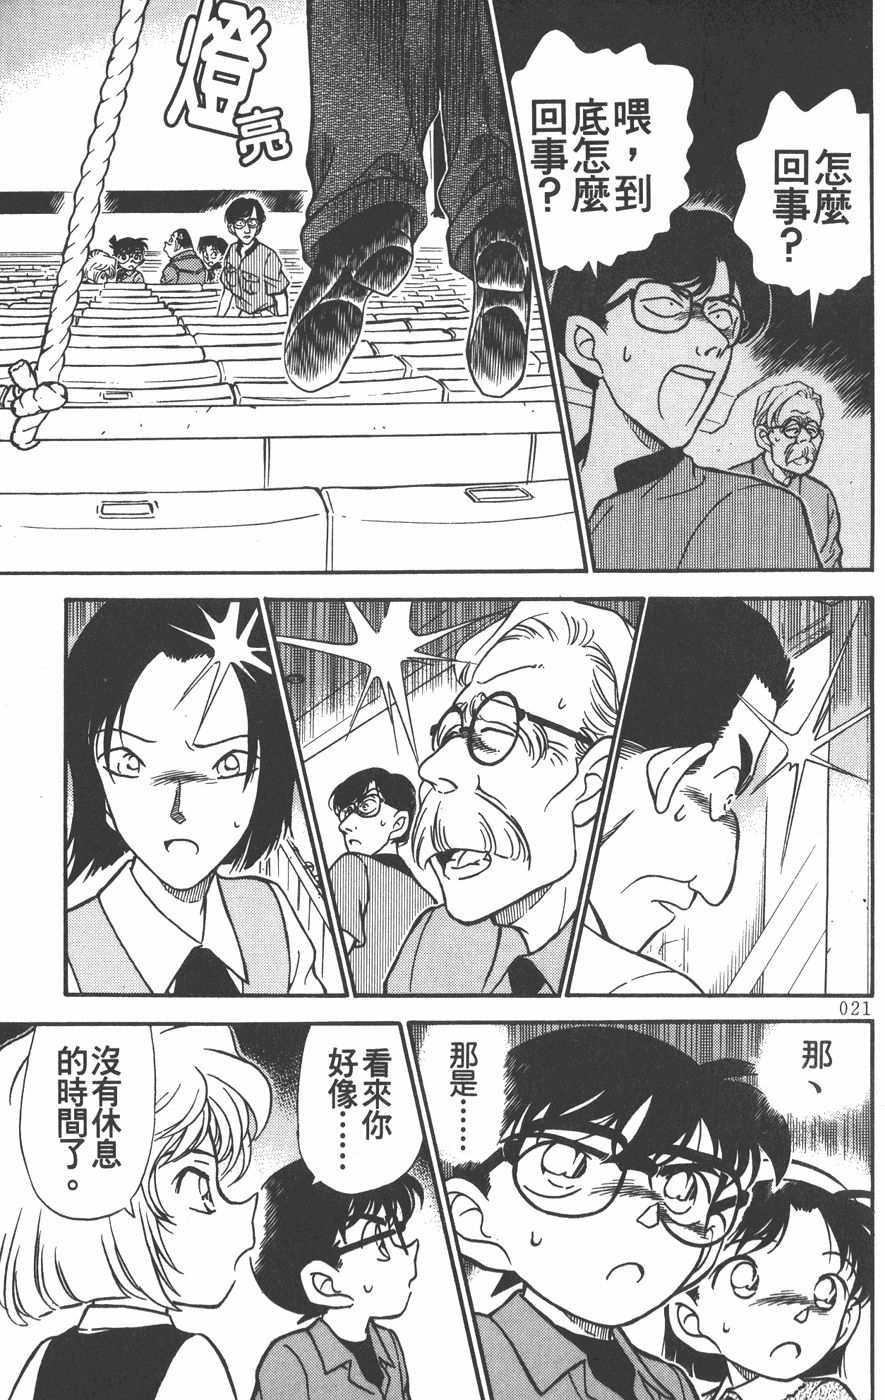 怎麼
回事？
喂，到
底怎麼
回事？
燈
亮
021
那、
那是……
看來你
好像……
沒有休息
的時間了。